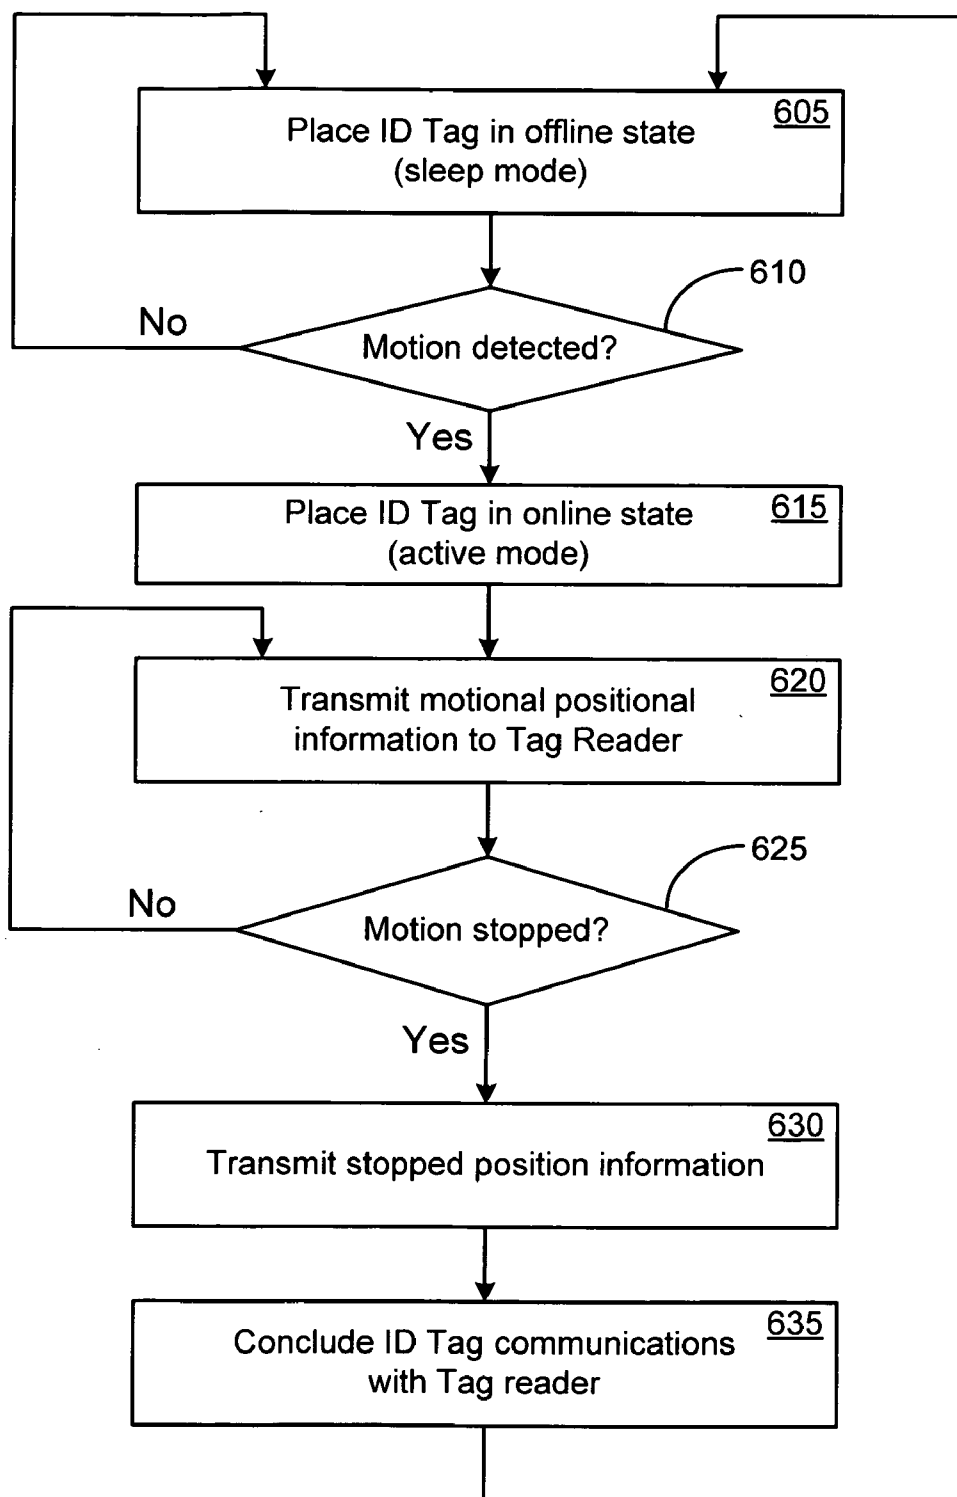 605
Place ID Tag in offline state
(sleep mode)
610
No
Motion detected?
Yes
615
Place ID Tag in online state
(active mode)
620
Transmit motional positional
information to Tag Reader
625
No
Motion stopped?
Yes
630
Transmit stopped position information
635
Conclude ID Tag communications
with Tag reader